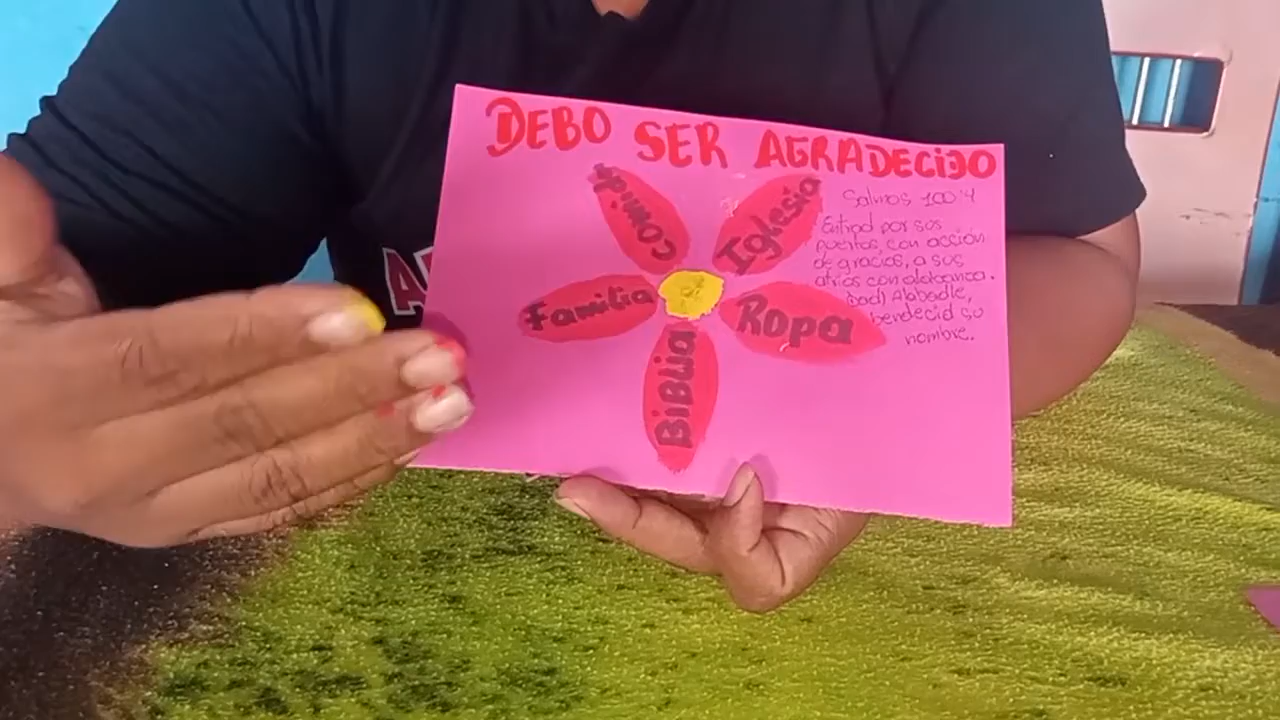 DEBO SER AGRADECIDO
Comida
Iglesia
Familia
Ropa
BiBLiA
Salmos 100:4
Entrad por sus
puertas, con acción
de gracias, a sus
atrios con alabanza.
Dad) Alabadle,
bendecid su
nombre.